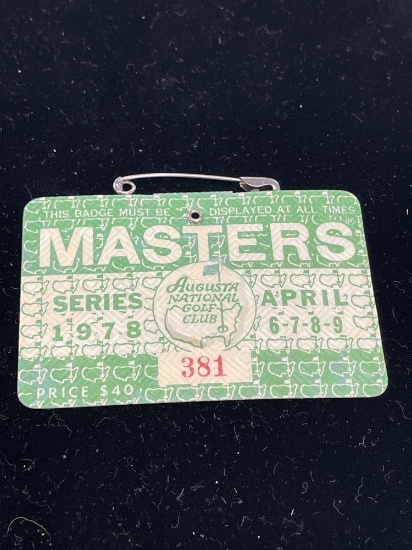 THIS BADGE MUST BE DISPLAYED AT ALL TIMES
MASTERS
SERIES
1978
AUGUSTA
NATIONAL
GOLF
CLUB
APRIL
6-7-8-9
381
PRICE $40